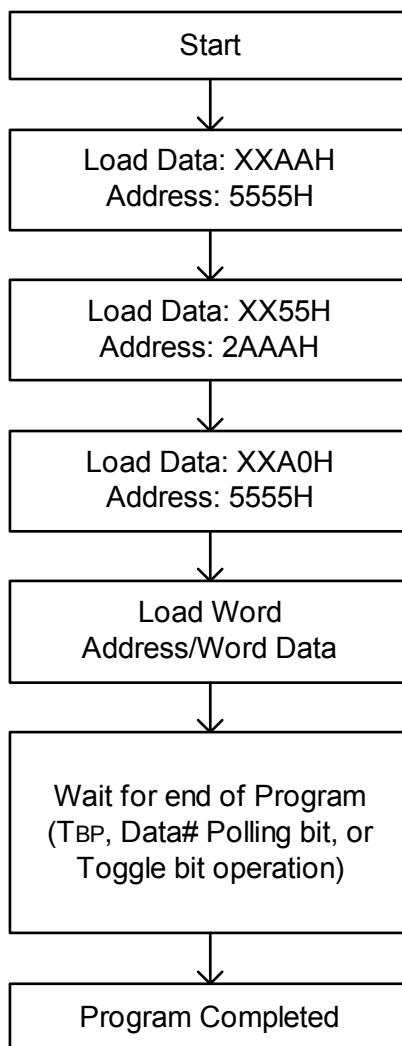 Start
Load Data: XXAAH
Address: 5555H
Load Data: XX55H
Address: 2AAAH
Load Data: XXA0H
Address: 5555H
Load Word
Address/Word Data
Wait for end of Program
(TBP, Data# Polling bit, or
Toggle bit operation)
Program Completed